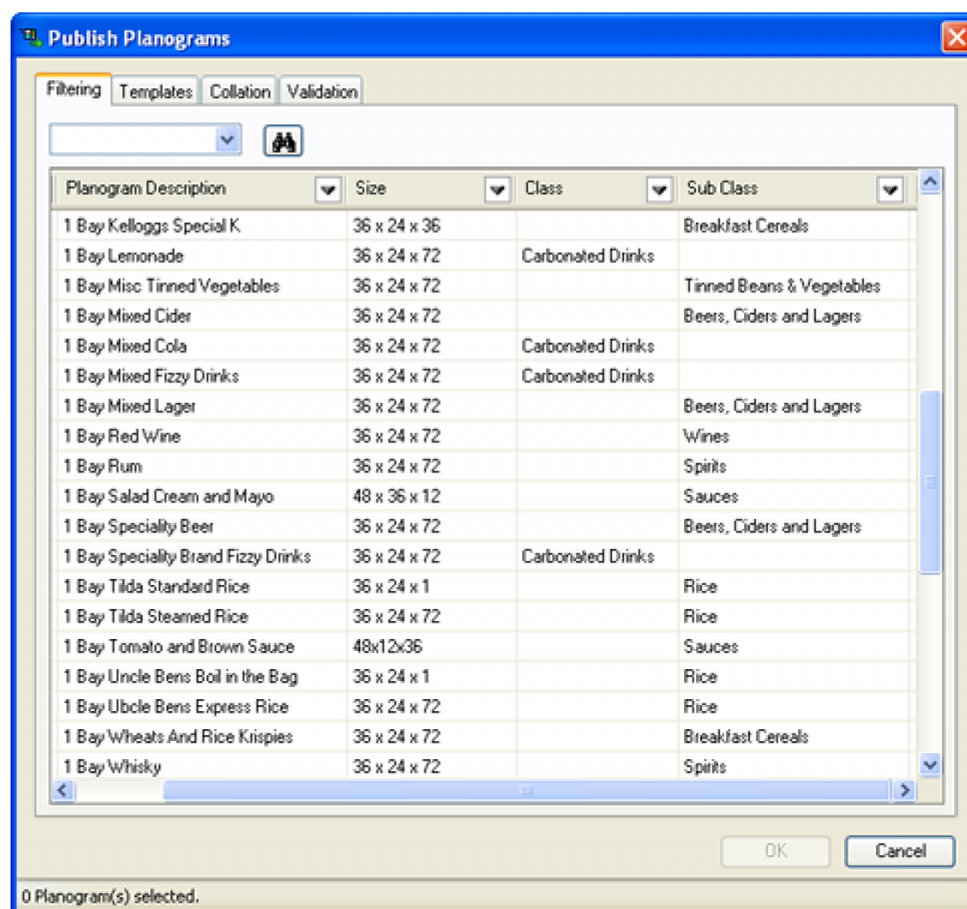 Publish Planograms
Filtering Templates Collation Validation
Planogram Description Size Class Sub Class
1 Bay Kelloggs Special K 36 x 24 x 36 Breakfast Cereals
1 Bay Lemonade 36 x 24 x 72 Carbonated Drinks
1 Bay Misc Tinned Vegetables 36 x 24 x 72 Tinned Beans & Vegetables
1 Bay Mixed Cider 36 x 24 x 72 Beers, Ciders and Lagers
1 Bay Mixed Cola 36 x 24 x 72 Carbonated Drinks
1 Bay Mixed Fizzy Drinks 36 x 24 x 72 Carbonated Drinks
1 Bay Mixed Lager 36 x 24 x 72 Beers, Ciders and Lagers
1 Bay Red Wine 36 x 24 x 72 Wines
1 Bay Rum 36 x 24 x 72 Spirits
1 Bay Salad Cream and Mayo 48 x 36 x 12 Sauces
1 Bay Speciality Beer 36 x 24 x 72 Beers, Ciders and Lagers
1 Bay Speciality Brand Fizzy Drinks 36 x 24 x 72 Carbonated Drinks
1 Bay Tilda Standard Rice 36 x 24 x 1 Rice
1 Bay Tilda Steamed Rice 36 x 24 x 72 Rice
1 Bay Tomato and Brown Sauce 48x12x36 Sauces
1 Bay Uncle Bens Boil in the Bag 36 x 24 x 1 Rice
1 Bay Ubcle Bens Express Rice 36 x 24 x 72 Rice
1 Bay Wheats And Rice Krispies 36 x 24 x 72 Breakfast Cereals
1 Bay Whisky 36 x 24 x 72 Spirits
OK Cancel
0 Planogram(s) selected.